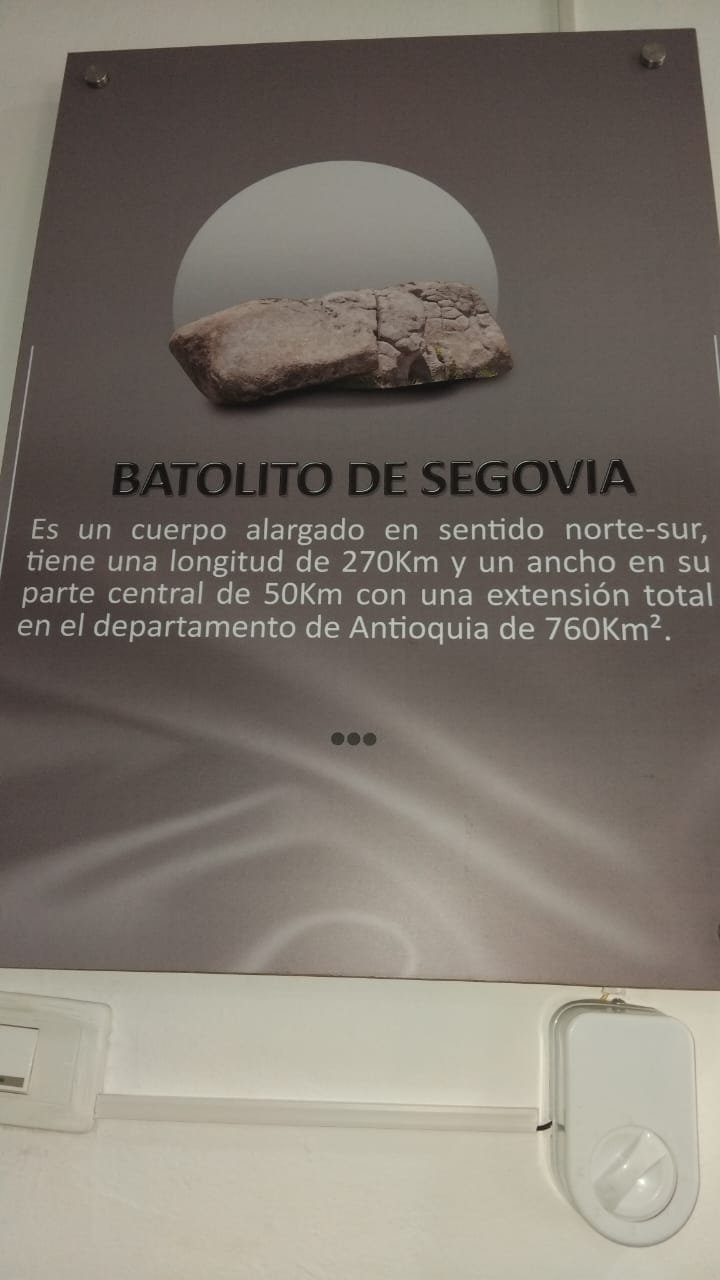 BATOLITO DE SEGOVIA
Es un cuerpo alargado en sentido norte-sur,
tiene una longitud de 270Km y un ancho en su
parte central de 50Km con una extensión total
en el departamento de Antioquia de 760Km².